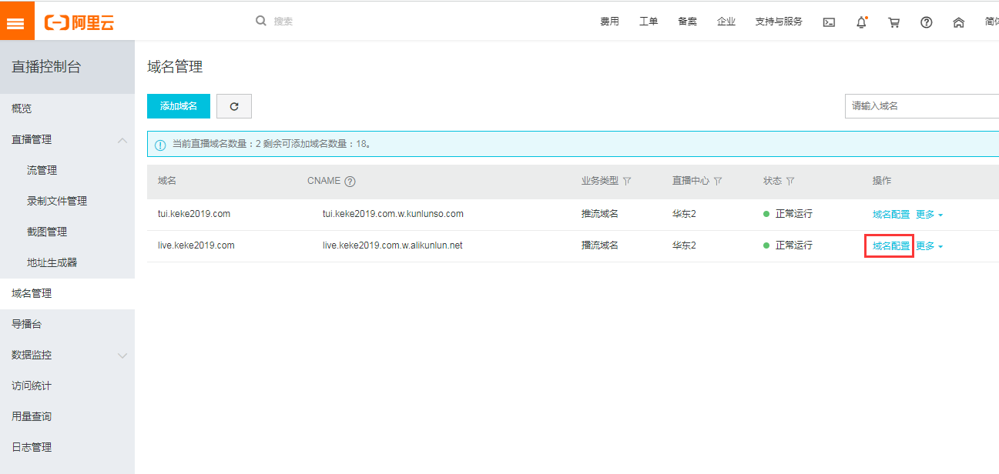 阿里云
搜索
费用 工单 备案 企业 支持与服务 简体
直播控制台
概览
直播管理
流管理
录制文件管理
截图管理
地址生成器
域名管理
导播台
数据监控
访问统计
用量查询
日志管理
域名管理
添加域名
请输入域名
当前直播域名数量：2 剩余可添加域名数量：18。
域名 CNAME 业务类型 直播中心 状态 操作
tui.keke2019.com tui.keke2019.com.w.kunlunso.com 推流域名 华东2 正常运行 域名配置 更多
live.keke2019.com live.keke2019.com.w.alikunlun.net 播流域名 华东2 正常运行 域名配置 更多